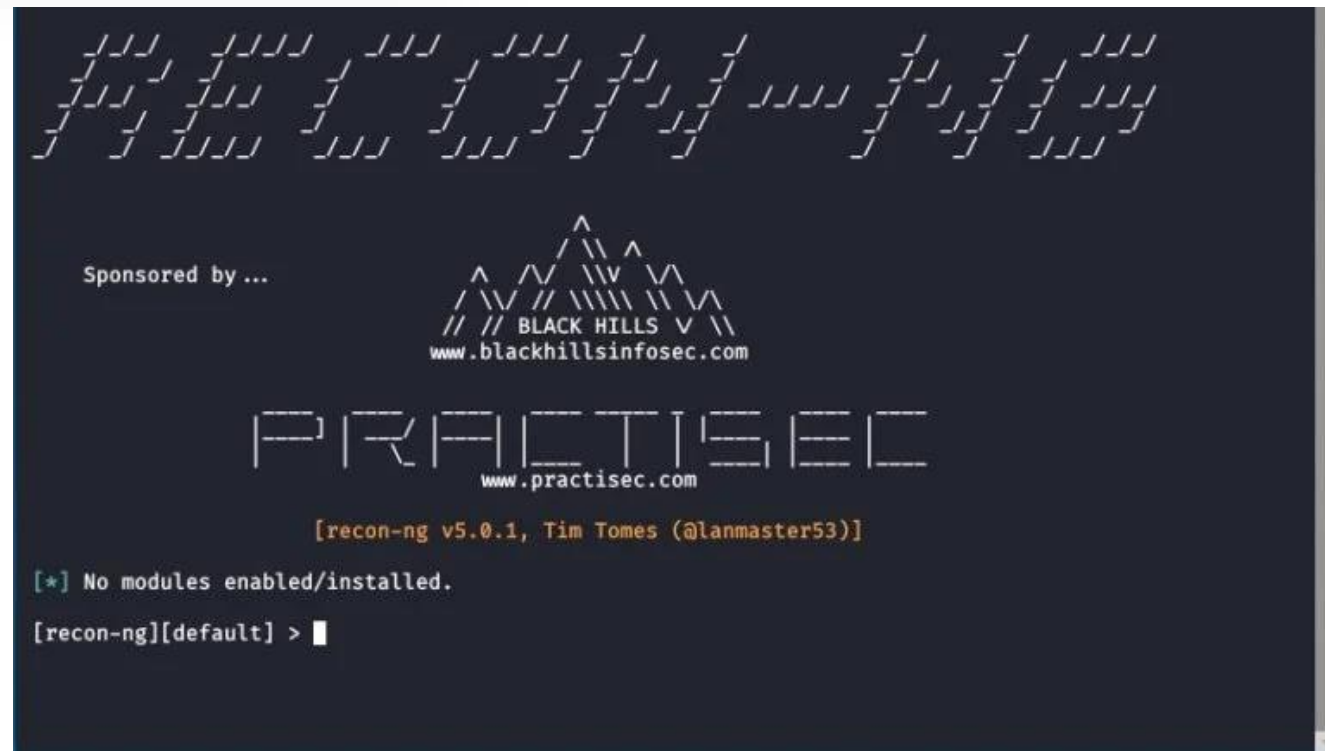 RECON-NG
Sponsored by...
BLACK HILLS
www.blackhillsinfosec.com
PRACTISEC
www.practisec.com
[recon-ng v5.0.1, Tim Tomes (@lanmaster53)]
[*] No modules enabled/installed.
[recon-ng][default] >